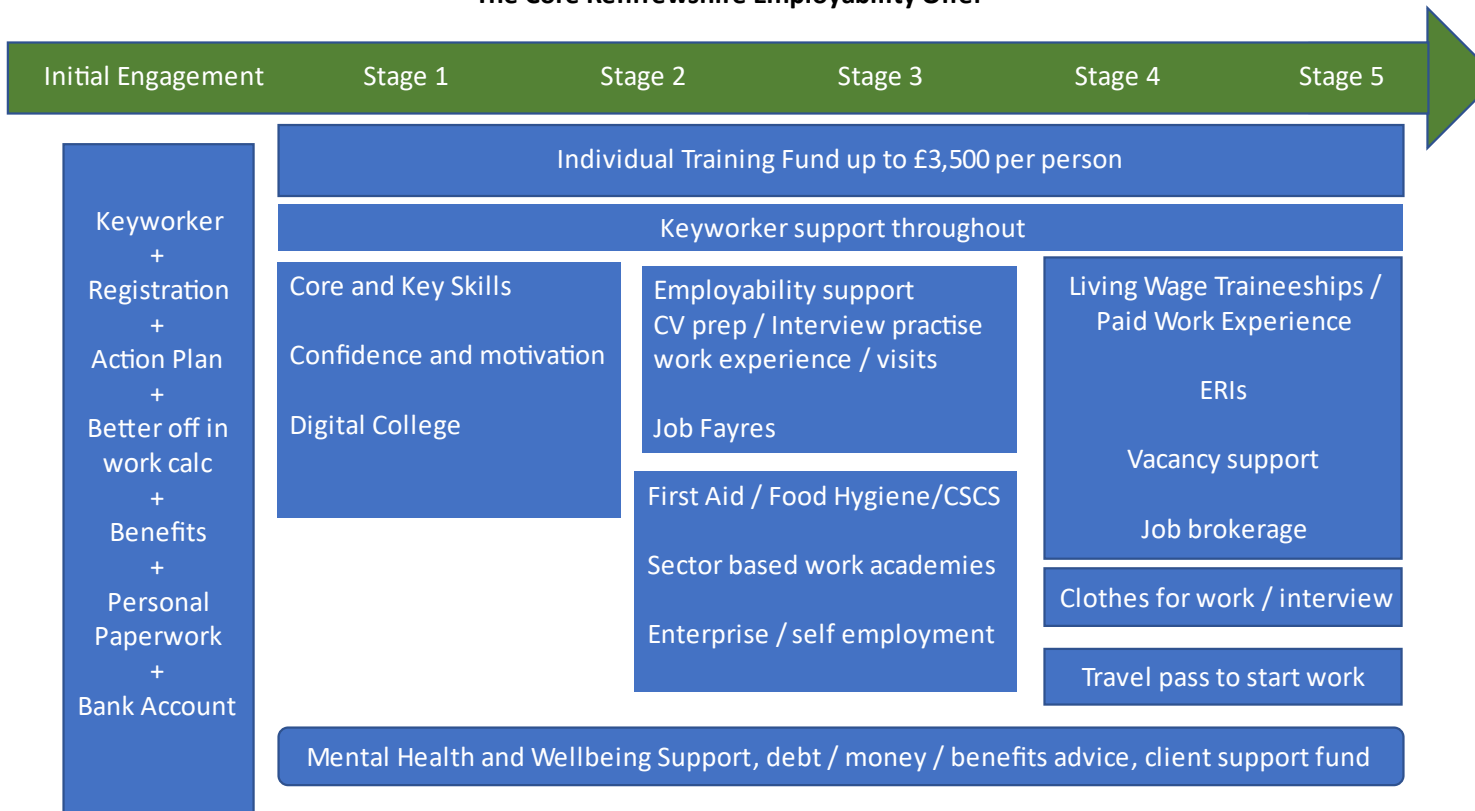 The Core Renfrewshire Employability Offer
Initial Engagement
Stage 1
Stage 2
Stage 3
Stage 4
Stage 5
Individual Training Fund up to £3,500 per person
Keyworker support throughout
Keyworker
+
Registration
+
Action Plan
+
Better off in
work calc
+
Benefits
+
Personal
Paperwork
+
Bank Account
Core and Key Skills
Confidence and motivation
Digital College
Employability support
CV prep / Interview practise
work experience / visits
Job Fayres
First Aid / Food Hygiene/CSCS
Sector based work academies
Enterprise / self employment
Living Wage Traineeships /
Paid Work Experience
ERIs
Vacancy support
Job brokerage
Clothes for work / interview
Travel pass to start work
Mental Health and Wellbeing Support, debt / money / benefits advice, client support fund